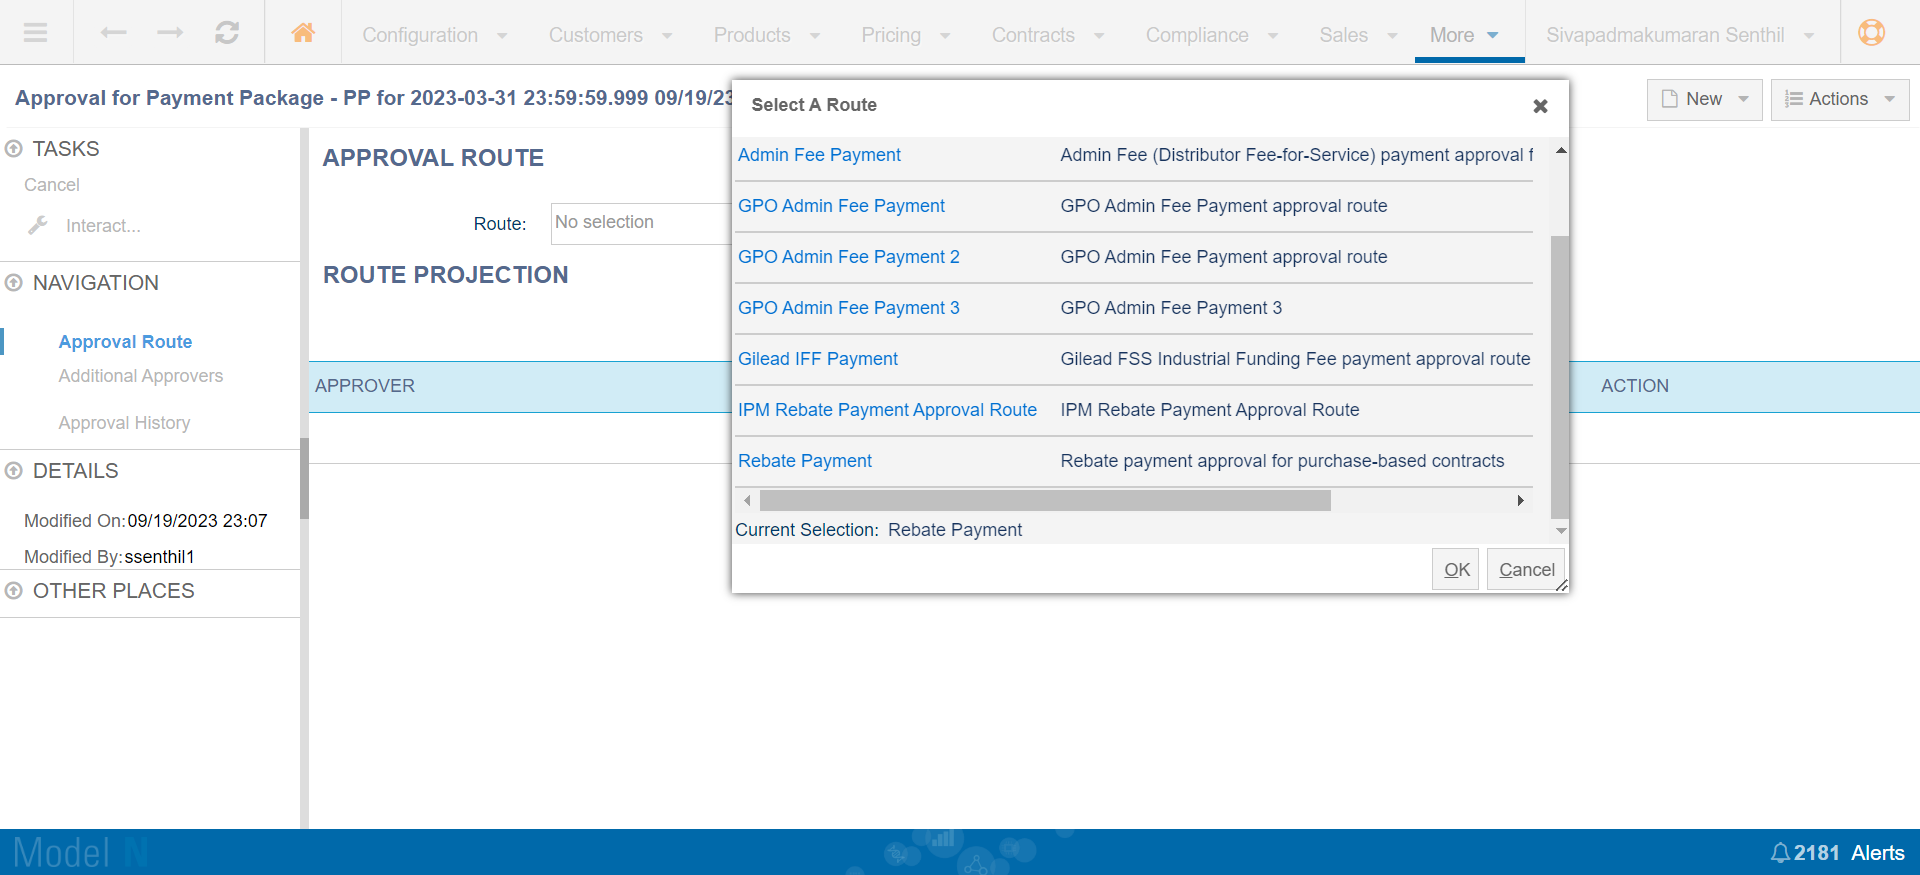 Configuration
Customers
Products
Pricing
Contracts
Compliance
Sales
More
Sivapadmakumaran Senthil
Approval for Payment Package - PP for 2023-03-31 23:59:59.999 09/19/23
New
Actions
TASKS
Cancel
Interact...
NAVIGATION
Approval Route
Additional Approvers
Approval History
DETAILS
Modified On: 09/19/2023 23:07
Modified By: ssenthil1
OTHER PLACES
APPROVAL ROUTE
Route: No selection
ROUTE PROJECTION
APPROVER
ACTION
Select A Route
Admin Fee Payment Admin Fee (Distributor Fee-for-Service) payment approval f
GPO Admin Fee Payment GPO Admin Fee Payment approval route
GPO Admin Fee Payment 2 GPO Admin Fee Payment approval route
GPO Admin Fee Payment 3 GPO Admin Fee Payment 3
Gilead IFF Payment Gilead FSS Industrial Funding Fee payment approval route
IPM Rebate Payment Approval Route IPM Rebate Payment Approval Route
Rebate Payment Rebate payment approval for purchase-based contracts
Current Selection: Rebate Payment
OK
Cancel
Model N
2181 Alerts